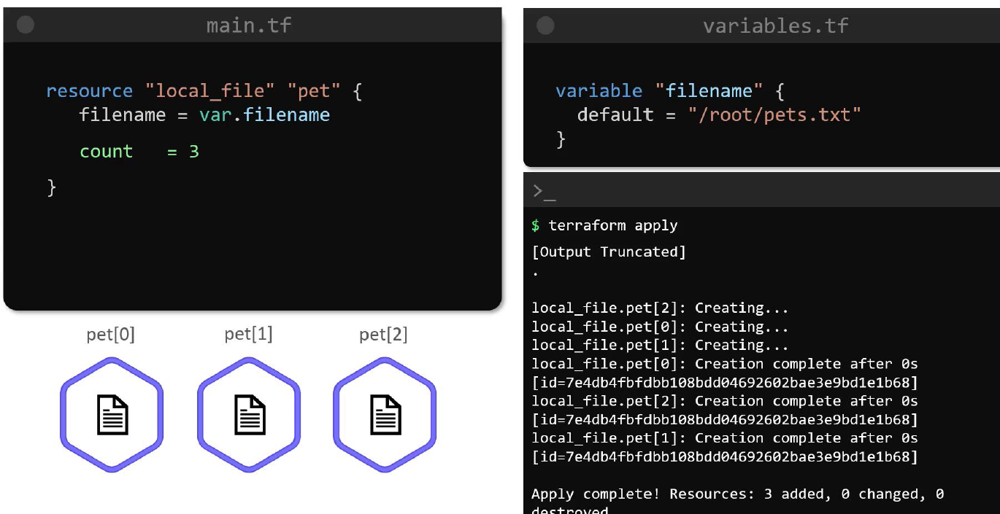 main.tf
resource "local_file" "pet" {
filename = var.filename
count = 3
}
pet[0]
pet[1]
pet[2]
variables.tf
variable "filename" {
default = "/root/pets.txt"
}
>_
$ terraform apply
[Output Truncated]
.
local_file.pet[2]: Creating...
local_file.pet[0]: Creating...
local_file.pet[1]: Creating...
local_file.pet[0]: Creation complete after 0s
[id=7e4db4fbfdbb108bdd04692602bae3e9bd1e1b68]
local_file.pet[2]: Creation complete after 0s
[id=7e4db4fbfdbb108bdd04692602bae3e9bd1e1b68]
local_file.pet[1]: Creation complete after 0s
[id=7e4db4fbfdbb108bdd04692602bae3e9bd1e1b68]
Apply complete! Resources: 3 added, 0 changed, 0
destroyed